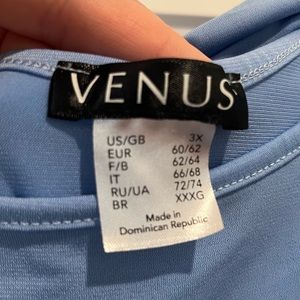 VENUS
US/GB 3X
EUR 60/62
F/B 62/64
IT 66/68
RU/UA 72/74
BR XXXG
Made in
Dominican Republic